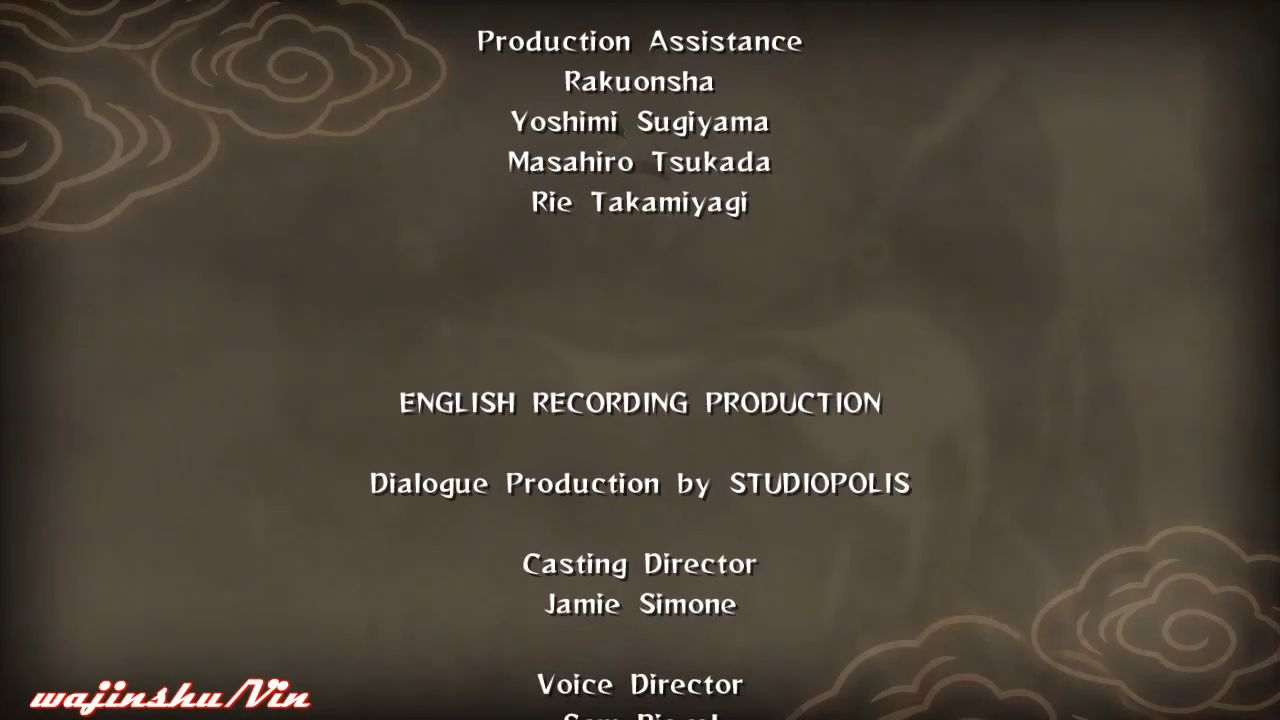 Production Assistance
Rakuonsha
Yoshimi Sugiyama
Masahiro Tsukada
Rie Takamiyagi
ENGLISH RECORDING PRODUCTION
Dialogue Production by STUDIOPOLIS
Casting Director
Jamie Simone
Voice Director
wajinshu/Vin